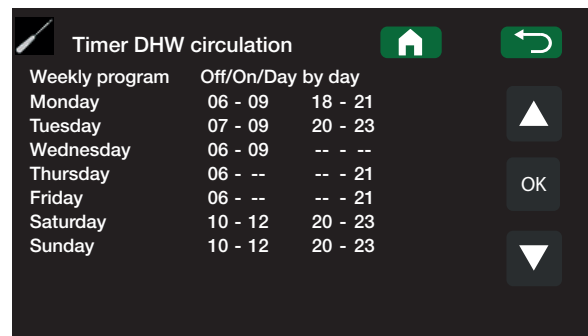 Timer DHW circulation
Weekly program Off/On/Day by day
Monday 06 - 09 18 - 21
Tuesday 07 - 09 20 - 23
Wednesday 06 - 09 -- - --
Thursday 06 - -- -- - 21
Friday 06 - -- -- - 21
Saturday 10 - 12 20 - 23
Sunday 10 - 12 20 - 23
OK